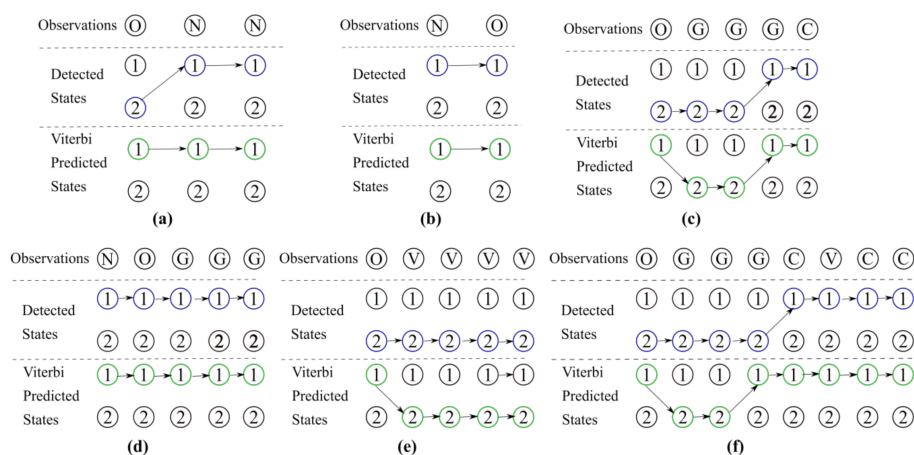 Observations O N N
Detected States 1 1 1
2 2 2
Viterbi Predicted States 1 1 1
2 2 2
(a)
Observations N O
Detected States 1 1
2 2
Viterbi Predicted States 1 1
2 2
(b)
Observations O G G G C
Detected States 1 1 1 1 1
2 2 2 2 2
Viterbi Predicted States 1 1 1 1 1
2 2 2 2 2
(c)
Observations N O G G G
Detected States 1 1 1 1 1
2 2 2 2 2
Viterbi Predicted States 1 1 1 1 1
2 2 2 2 2
(d)
Observations O V V V V
Detected States 1 1 1 1 1
2 2 2 2 2
Viterbi Predicted States 1 1 1 1 1
2 2 2 2 2
(e)
Observations O G G G C V C C
Detected States 1 1 1 1 1 1 1 1
2 2 2 2 2 2 2 2
Viterbi Predicted States 1 1 1 1 1 1 1 1
2 2 2 2 2 2 2 2
(f)